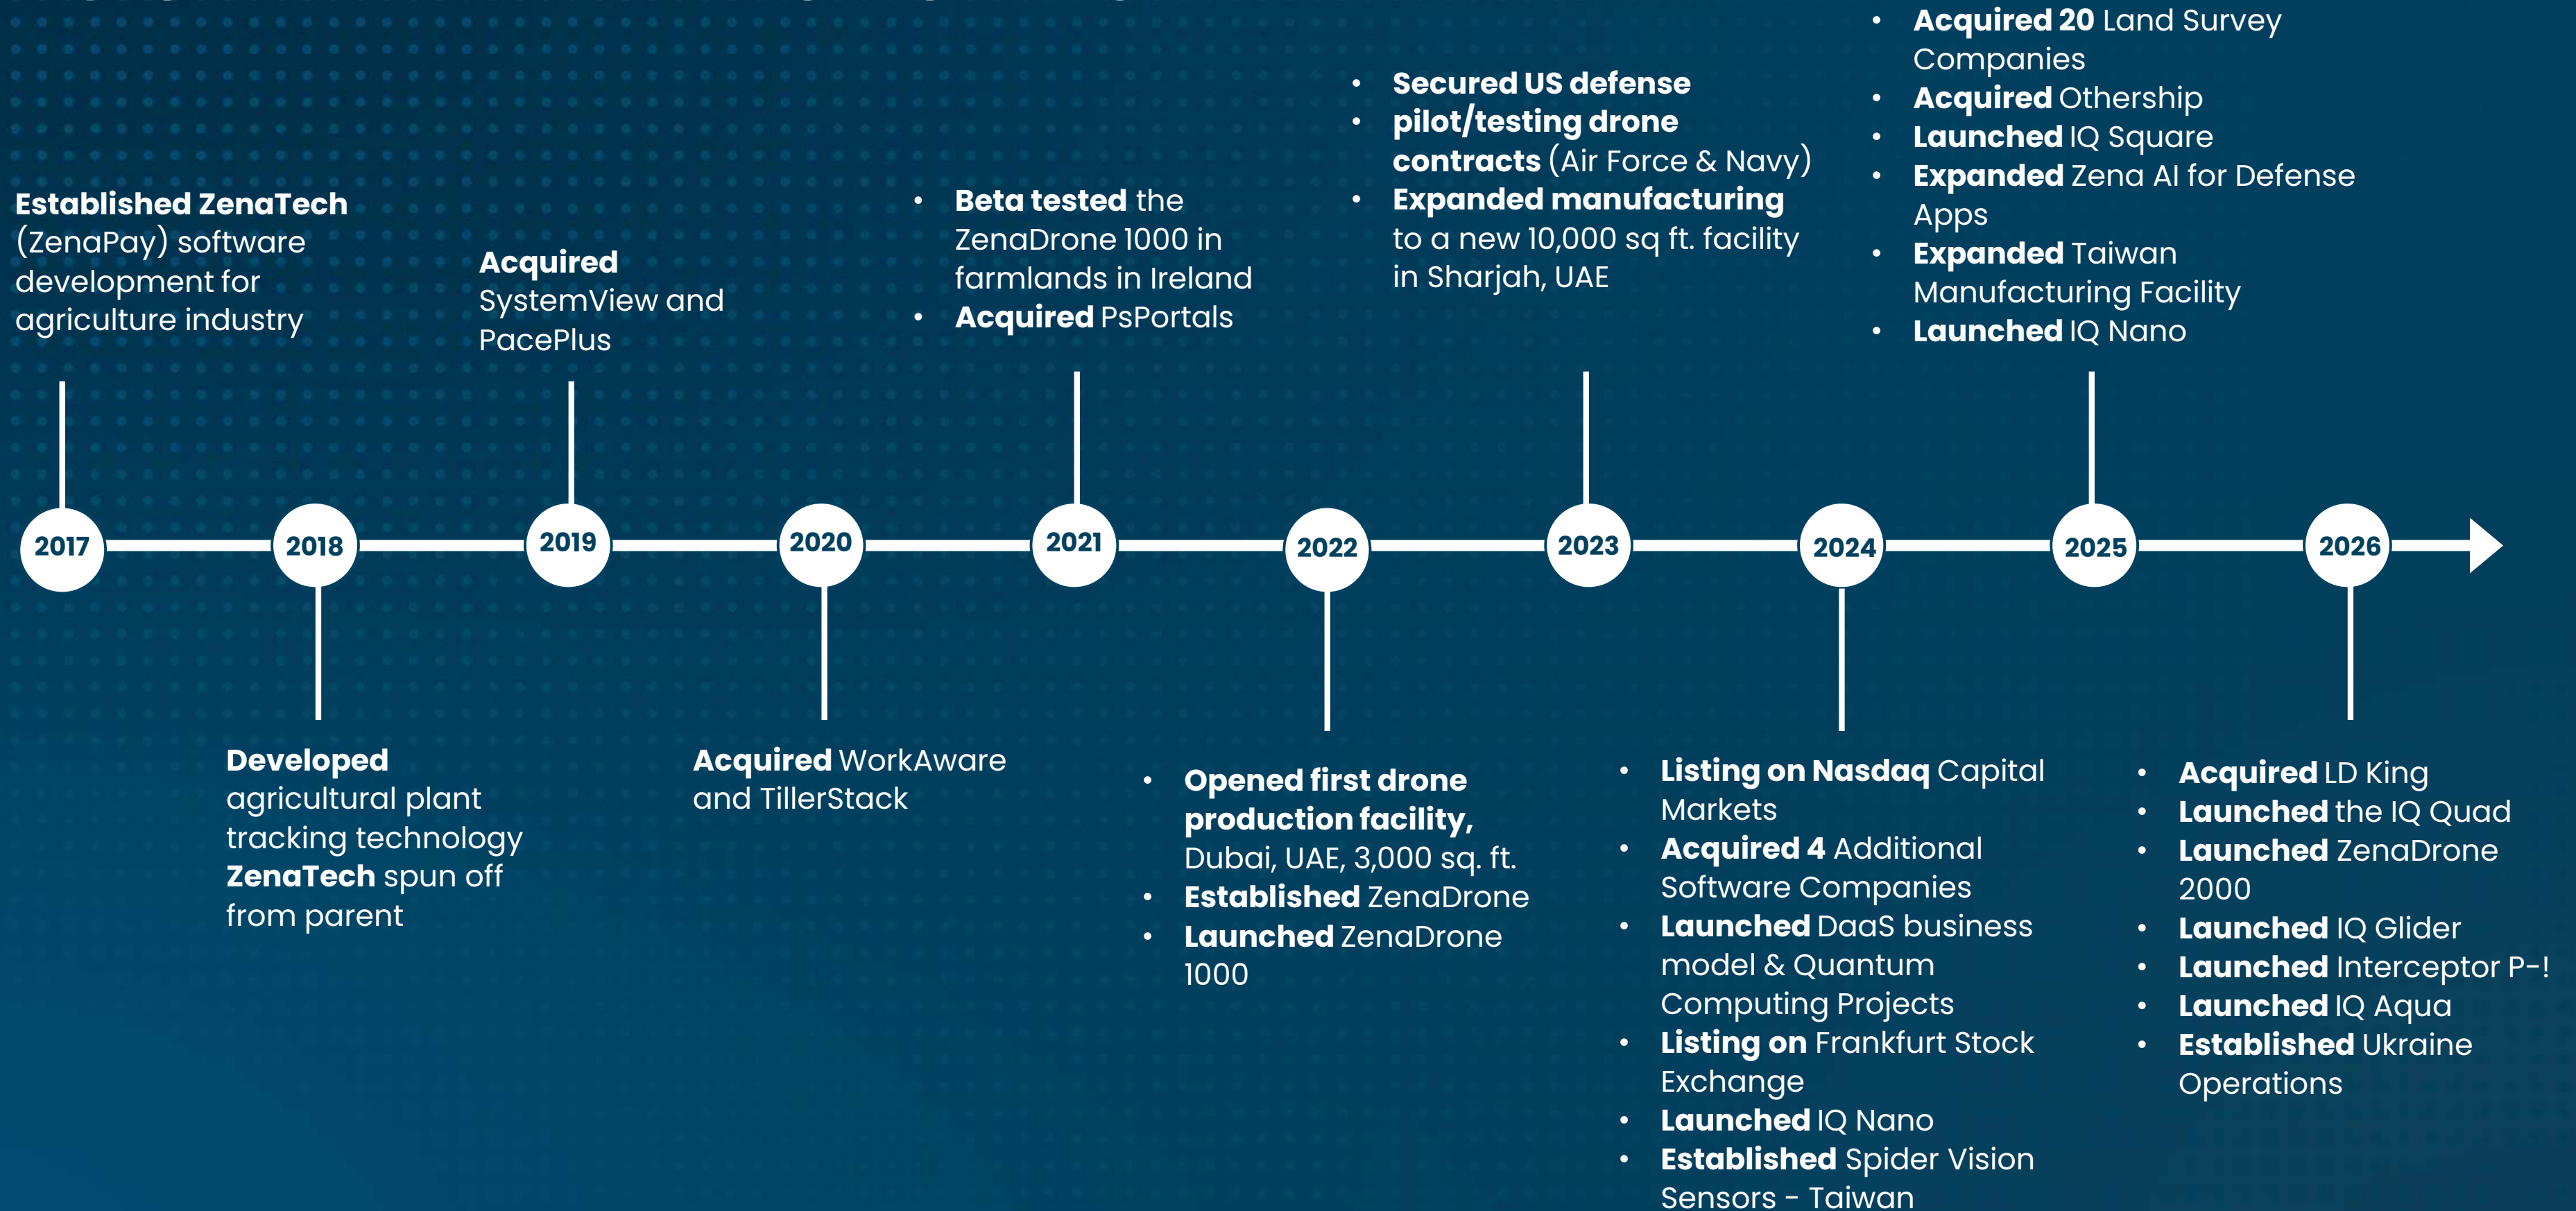 Established ZenaTech
(ZenaPay) software
development for
agriculture industry
Acquired
SystemView and
PacePlus
• Beta tested the
ZenaDrone 1000 in
farmlands in Ireland
• Acquired PsPortals
• Secured US defense
• pilot/testing drone
contracts (Air Force & Navy)
• Expanded manufacturing
to a new 10,000 sq ft. facility
in Sharjah, UAE
• Acquired 20 Land Survey
Companies
• Acquired Othership
• Launched IQ Square
• Expanded Zena AI for Defense
Apps
• Expanded Taiwan
Manufacturing Facility
• Launched IQ Nano
2017
2018
2019
2020
2021
2022
2023
2024
2025
2026
Developed
agricultural plant
tracking technology
ZenaTech spun off
from parent
Acquired WorkAware
and TillerStack
• Opened first drone
production facility,
Dubai, UAE, 3,000 sq. ft.
• Established ZenaDrone
• Launched ZenaDrone
1000
• Listing on Nasdaq Capital
Markets
• Acquired 4 Additional
Software Companies
• Launched DaaS business
model & Quantum
Computing Projects
• Listing on Frankfurt Stock
Exchange
• Launched IQ Nano
• Established Spider Vision
Sensors - Taiwan
• Acquired LD King
• Launched the IQ Quad
• Launched ZenaDrone
2000
• Launched IQ Glider
• Launched Interceptor P-!
• Launched IQ Aqua
• Established Ukraine
Operations